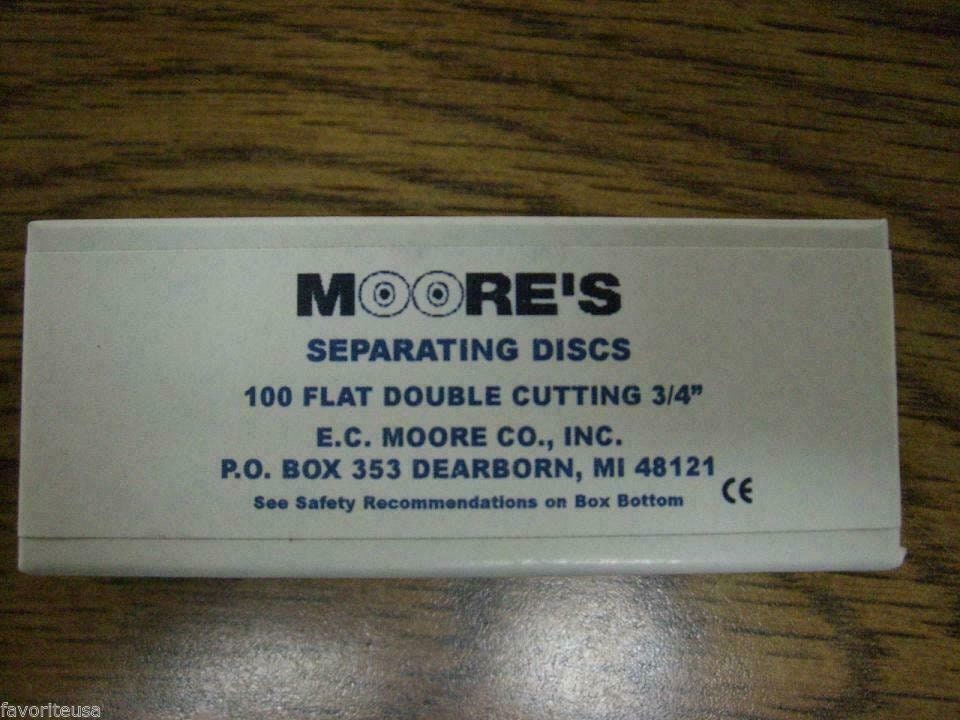 MOORE'S
SEPARATING DISCS
100 FLAT DOUBLE CUTTING 3/4”
E.C. MOORE CO., INC.
P.O. BOX 353 DEARBORN, MI 48121
CE
See Safety Recommendations on Box Bottom
favoriteusa